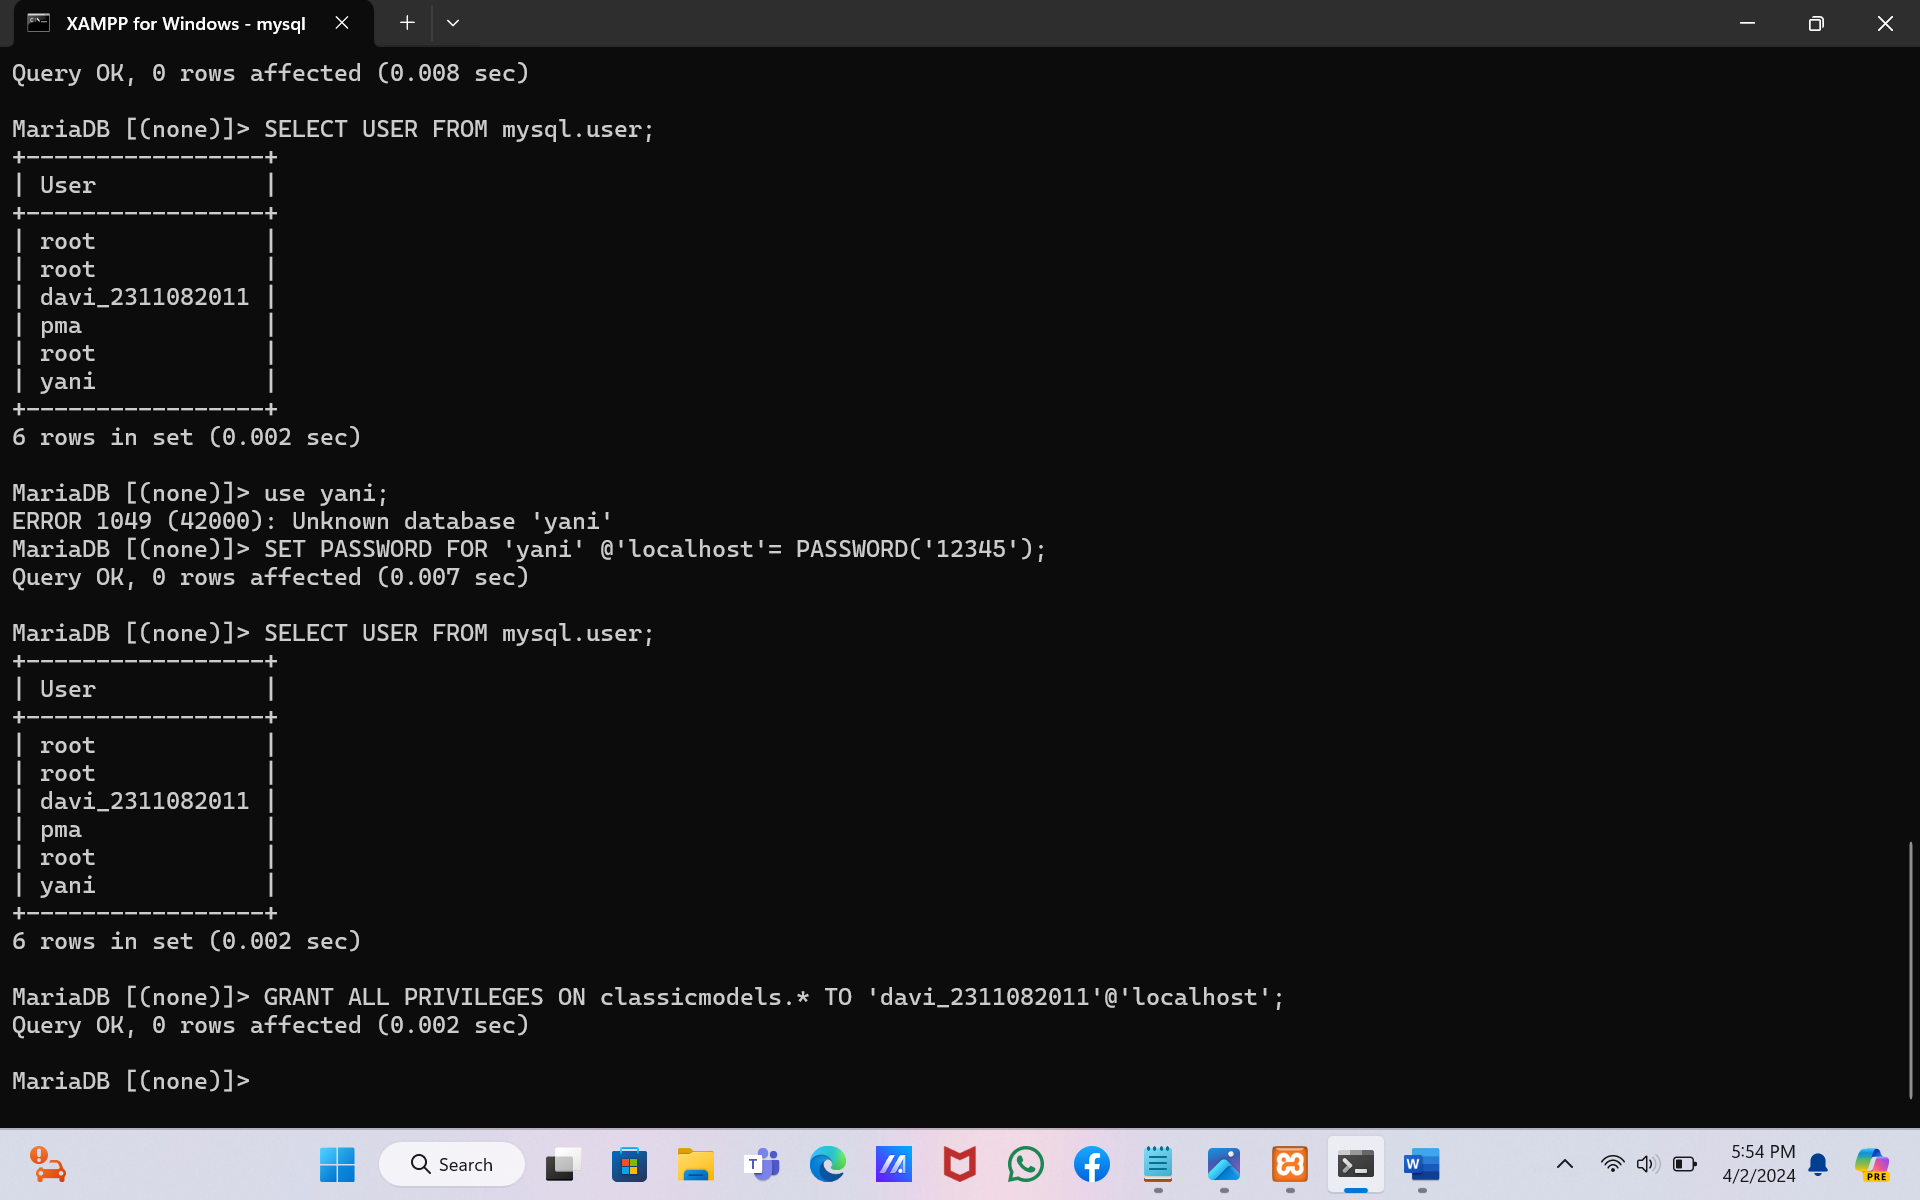 XAMPP for Windows - mysql
Query OK, 0 rows affected (0.008 sec)
MariaDB [(none)]> SELECT USER FROM mysql.user;
+-----------------+
| User            |
+-----------------+
| root            |
| root            |
| davi_2311082011 |
| pma             |
| root            |
| yani            |
+-----------------+
6 rows in set (0.002 sec)
MariaDB [(none)]> use yani;
ERROR 1049 (42000): Unknown database 'yani'
MariaDB [(none)]> SET PASSWORD FOR 'yani' @'localhost'= PASSWORD('12345');
Query OK, 0 rows affected (0.007 sec)
MariaDB [(none)]> SELECT USER FROM mysql.user;
+-----------------+
| User            |
+-----------------+
| root            |
| root            |
| davi_2311082011 |
| pma             |
| root            |
| yani            |
+-----------------+
6 rows in set (0.002 sec)
MariaDB [(none)]> GRANT ALL PRIVILEGES ON classicmodels.* TO 'davi_2311082011'@'localhost';
Query OK, 0 rows affected (0.002 sec)
MariaDB [(none)]>
Search
5:54 PM
4/2/2024
PRE